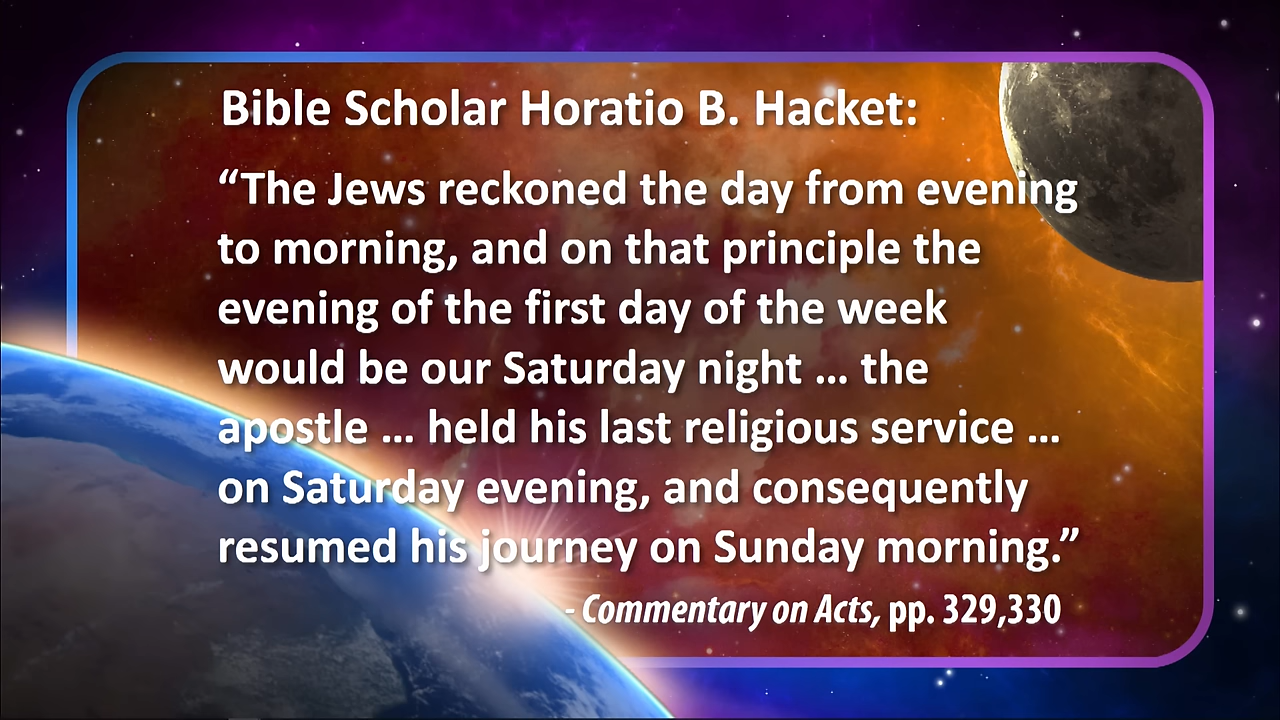 Bible Scholar Horatio B. Hacket:
“The Jews reckoned the day from evening
to morning, and on that principle the
evening of the first day of the week
would be our Saturday night ... the
apostle ... held his last religious service ...
on Saturday evening, and consequently
resumed his journey on Sunday morning.”
- Commentary on Acts, pp. 329,330